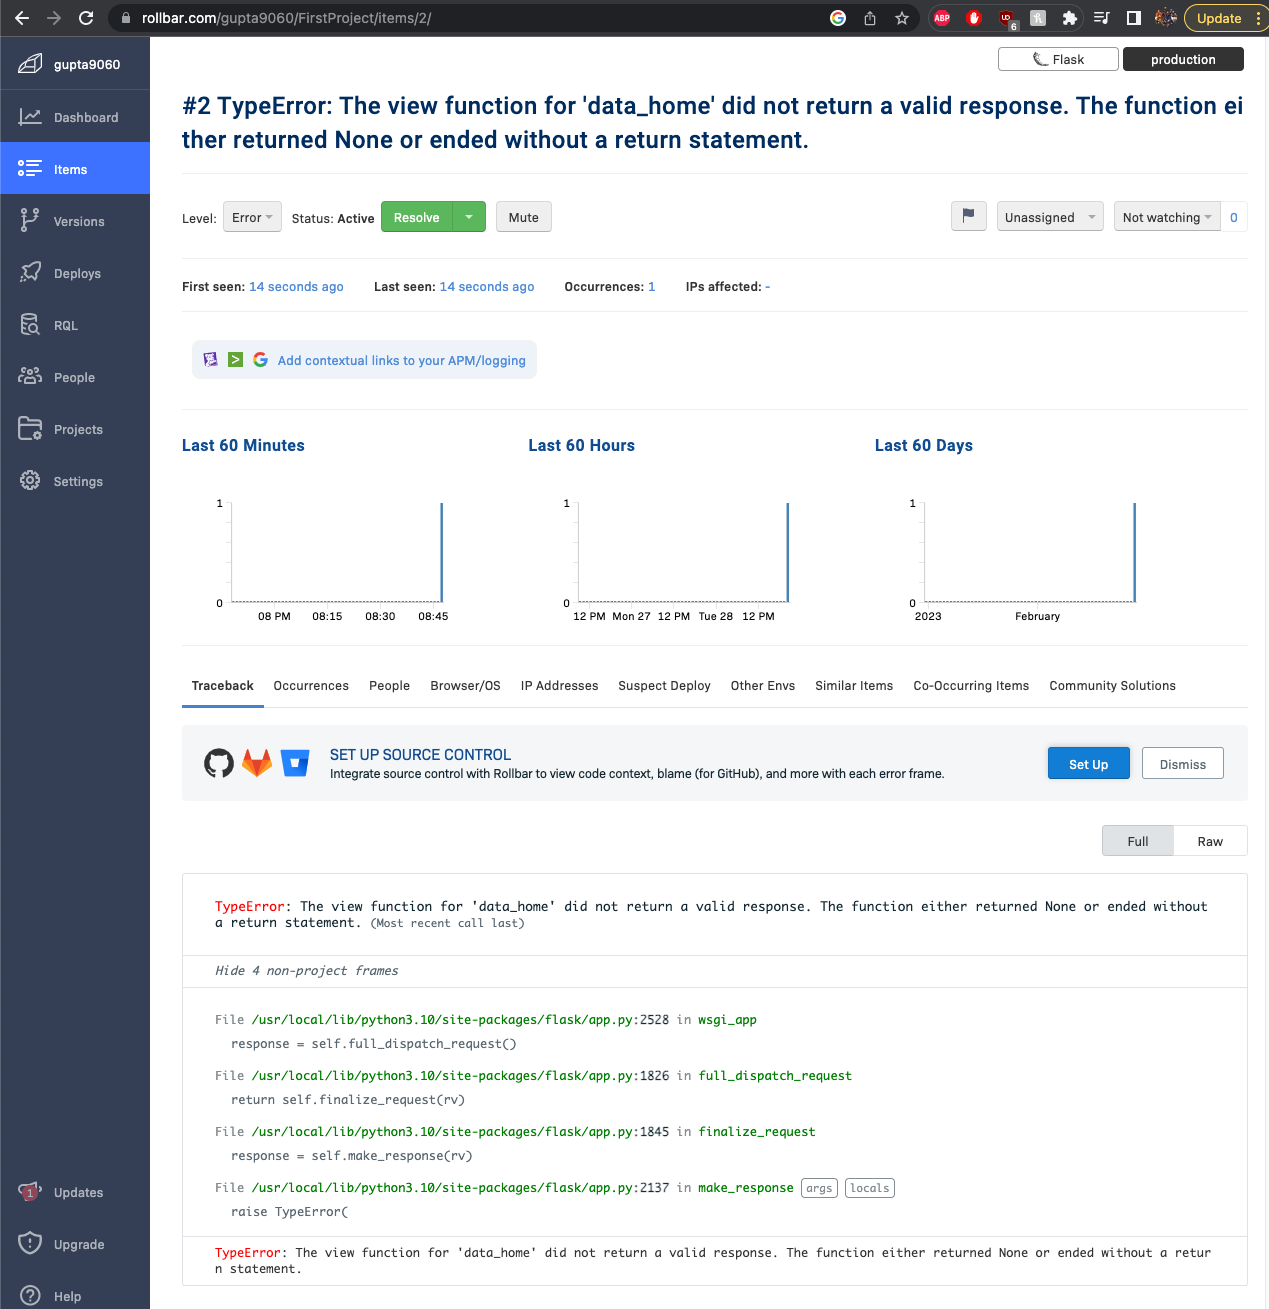 rollbar.com/gupta9060/FirstProject/items/2/
ABP
UD
6
Update
gupta9060
Dashboard
Items
Versions
Deploys
RQL
People
Projects
Settings
1
Updates
Upgrade
Help
Flask
production
#2 TypeError: The view function for 'data_home' did not return a valid response. The function ei
ther returned None or ended without a return statement.
Level: Error Status: Active Resolve Mute Unassigned Not watching 0
First seen: 14 seconds ago Last seen: 14 seconds ago Occurrences: 1 IPs affected: -
Add contextual links to your APM/logging
Last 60 Minutes
1
0
08 PM 08:15 08:30 08:45
Last 60 Hours
1
0
12 PM Mon 27 12 PM Tue 28 12 PM
Last 60 Days
1
0
2023 February
Traceback Occurrences People Browser/OS IP Addresses Suspect Deploy Other Envs Similar Items Co-Occurring Items Community Solutions
SET UP SOURCE CONTROL
Integrate source control with Rollbar to view code context, blame (for GitHub), and more with each error frame.
Set Up Dismiss
Full Raw
TypeError: The view function for 'data_home' did not return a valid response. The function either returned None or ended without
a return statement. (Most recent call last)
Hide 4 non-project frames
File /usr/local/lib/python3.10/site-packages/flask/app.py:2528 in wsgi_app
response = self.full_dispatch_request()
File /usr/local/lib/python3.10/site-packages/flask/app.py:1826 in full_dispatch_request
return self.finalize_request(rv)
File /usr/local/lib/python3.10/site-packages/flask/app.py:1845 in finalize_request
response = self.make_response(rv)
File /usr/local/lib/python3.10/site-packages/flask/app.py:2137 in make_response args locals
raise TypeError(
TypeError: The view function for 'data_home' did not return a valid response. The function either returned None or ended without a retur
n statement.